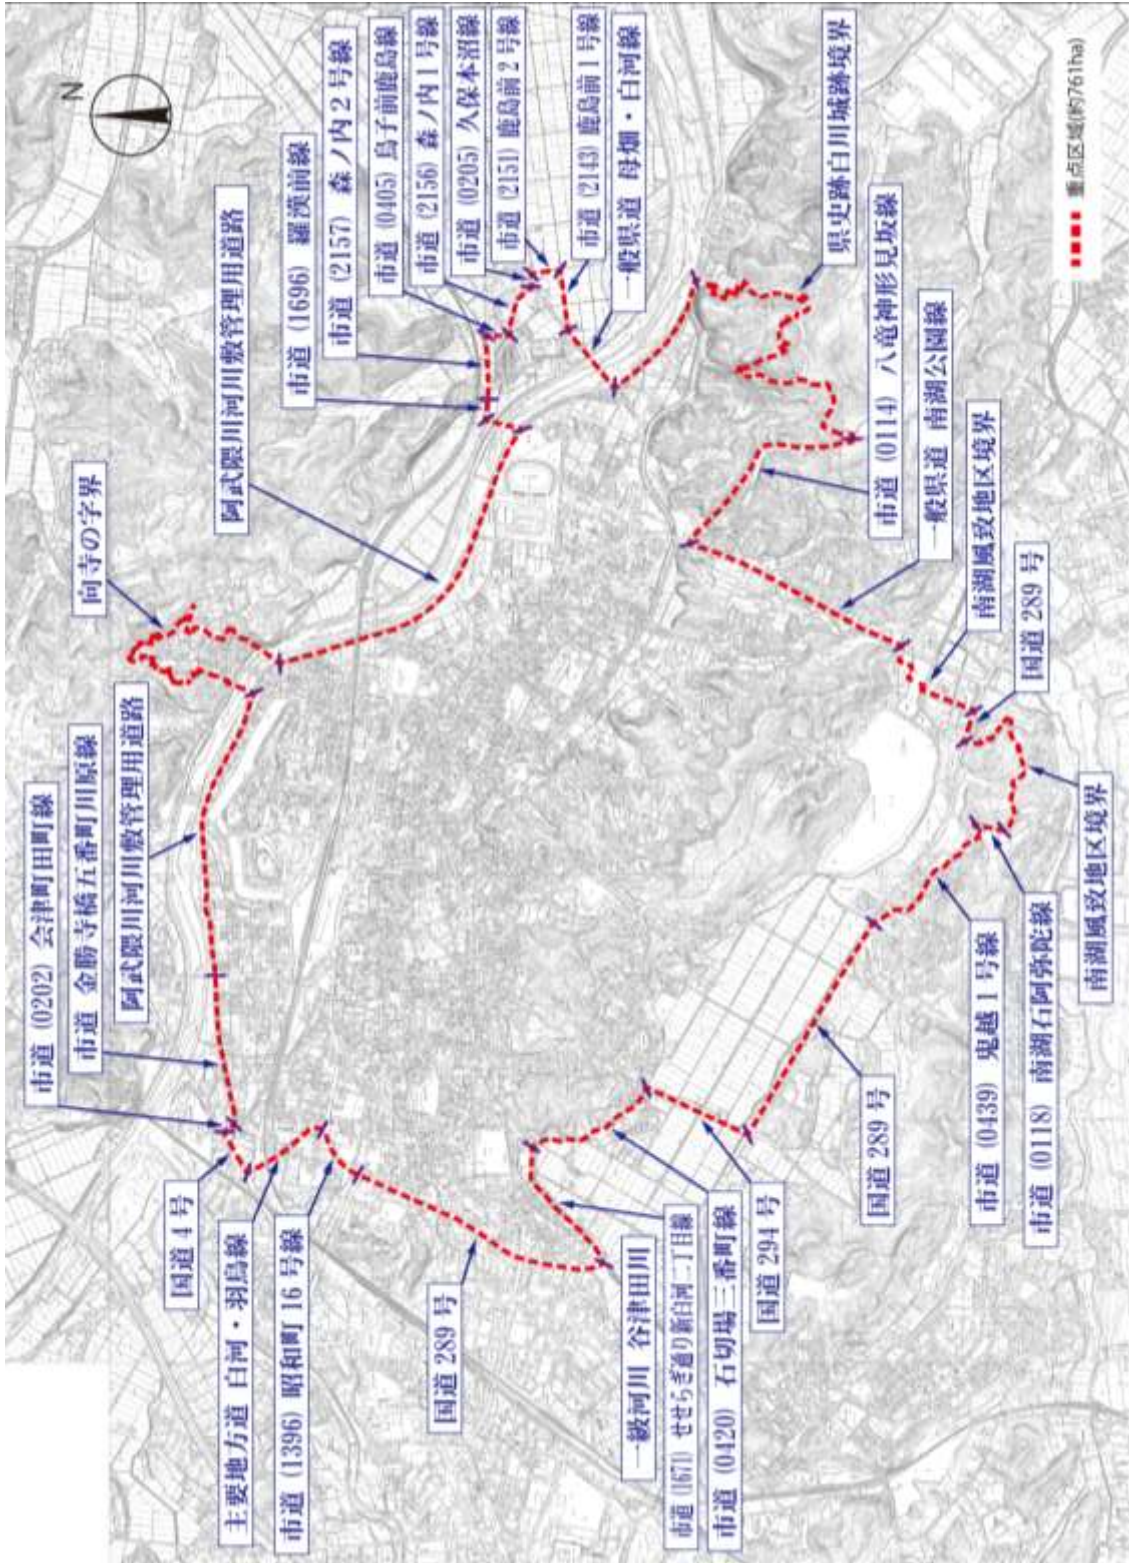 N
向寺の字界
阿武隈川河川敷管理用道路
市道 (1696) 羅漢前線
市道 (2157) 森ノ内2号線
市道 (0405) 鳥子前鹿島線
市道 (2156) 森ノ内1号線
市道 (0205) 久保本沼線
市道 (2151) 鹿島前2号線
市道 (2143) 鹿島前1号線
一般県道 母畑・白河線
県史跡白川城跡境界
市道 (0114) 八竜神形見坂線
一般県道 南湖公園線
南湖風致地区境界
国道 289 号
南湖風致地区境界
市道 (0118) 南湖石阿弥陀線
市道 (0439) 鬼越1号線
国道 289 号
国道 294 号
市道 (0420) 石切場三番町線
市道 (1671) せせらぎ通り新白河二丁目線
一級河川 谷津田川
国道 289 号
市道 (1396) 昭和町 16 号線
主要地方道 白河・羽鳥線
国道 4 号
市道 (0202) 会津町田町線
市道 金勝寺橋五番町川原線
阿武隈川河川敷管理用道路
重点区域(約761ha)